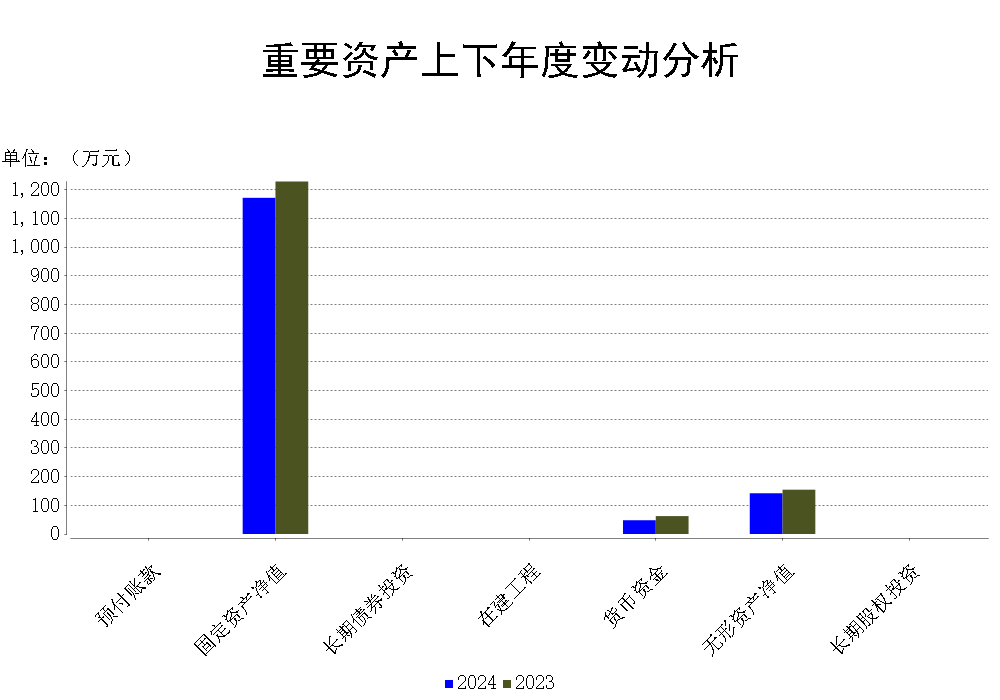 重要资产上下年度变动分析
单位：（万元）
1,200
1,100
1,000
900
800
700
600
500
400
300
200
100
0
预付账款
固定资产净值
长期债券投资
在建工程
货币资金
无形资产净值
长期股权投资
2024 2023